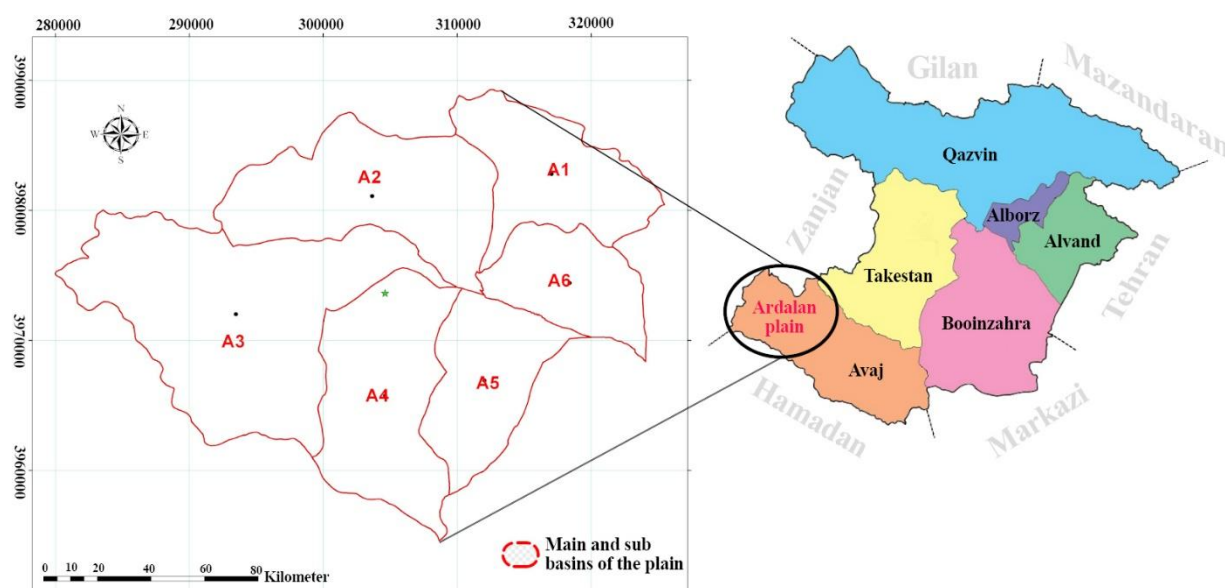 280000
290000
300000
310000
320000
3990000
3980000
3970000
3960000
N
W
E
S
A1
A2
A3
A4
A5
A6
0
10
20
40
60
80
Kilometer
Main and sub
basins of the plain
Gilan
Mazandaran
Zanjan
Tehran
Hamadan
Markazi
Qazvin
Alborz
Alvand
Takestan
Booinzahra
Ardalan
plain
Avaj